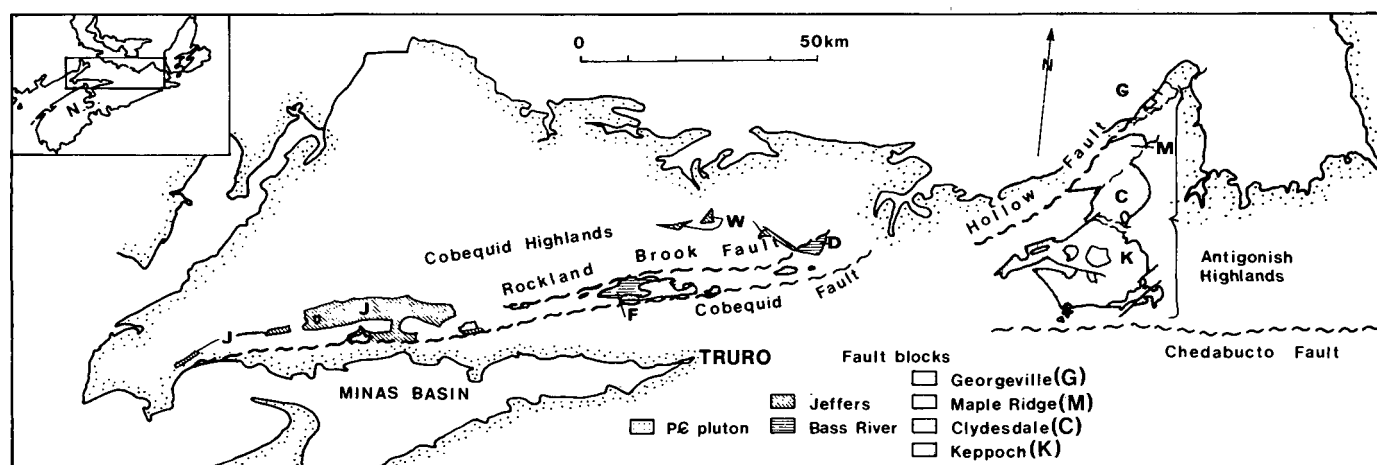 N.S.
0 50km
N
G
M
Hollow Fault
C
W
D
Cobequid Highlands
Rockland Brook Fault
K
Antigonish
Highlands
J
J
F
Cobequid Fault
Chedabucto Fault
TRURO
MINAS BASIN
Fault blocks
Georgeville(G)
Jeffers
Maple Ridge(M)
PЄ pluton
Bass River
Clydesdale(C)
Keppoch(K)